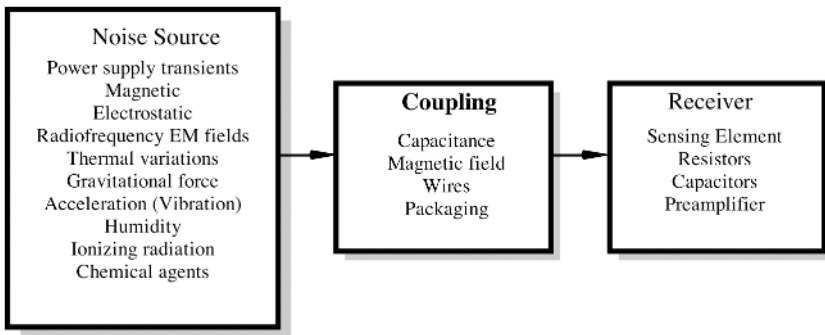 Noise Source
Power supply transients
Magnetic
Electrostatic
Radiofrequency EM fields
Thermal variations
Gravitational force
Acceleration (Vibration)
Humidity
Ionizing radiation
Chemical agents
Coupling
Capacitance
Magnetic field
Wires
Packaging
Receiver
Sensing Element
Resistors
Capacitors
Preamplifier